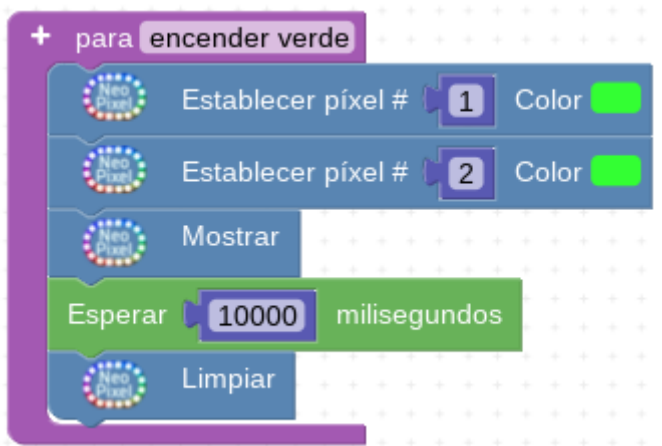 + para encender verde
Neo Pixel Establecer píxel # 1 Color
Neo Pixel Establecer píxel # 2 Color
Neo Pixel Mostrar
Esperar 10000 milisegundos
Neo Pixel Limpiar